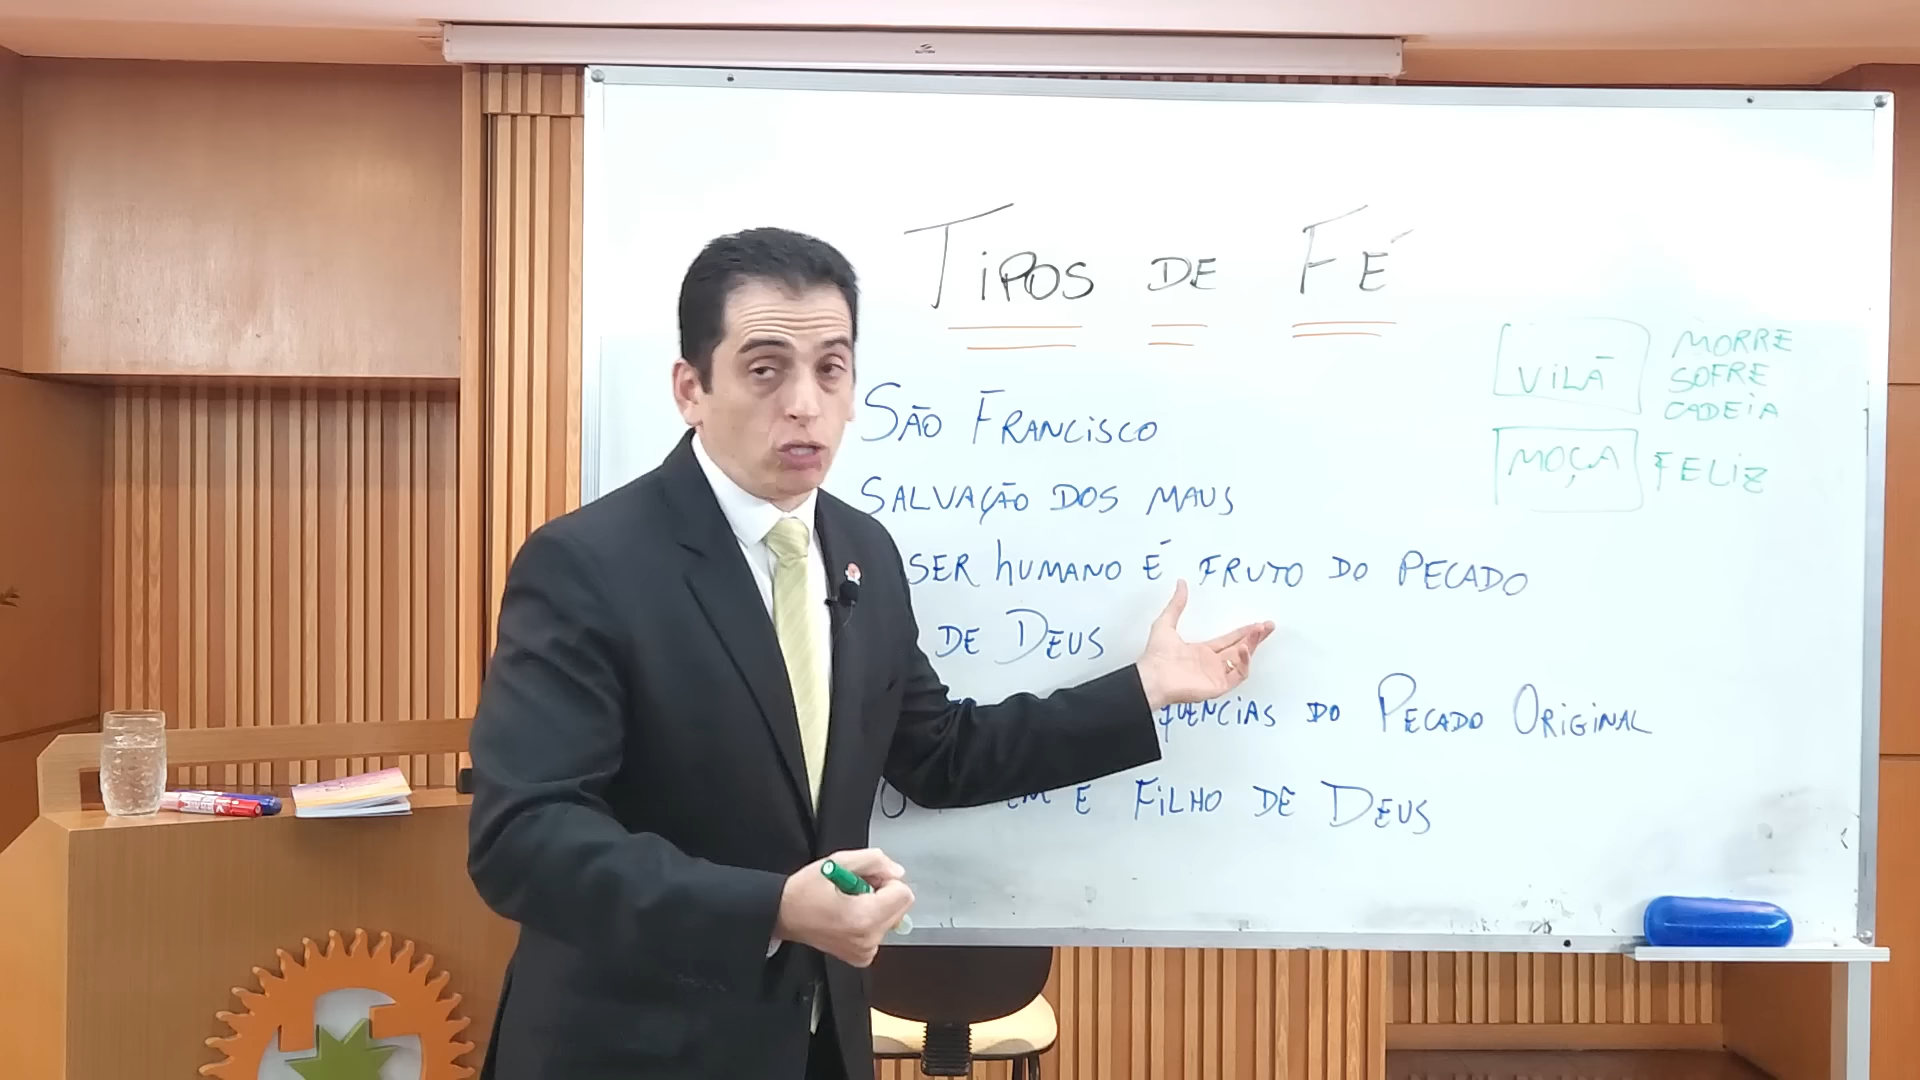 TIPOS DE FÉ
SÃO FRANCISCO
SALVAÇÃO DOS MAUS
SER HUMANO É FRUTO DO PECADO
DE DEUS
DO PECADO ORIGINAL
É FILHO DE DEUS
VILÃ
MORRE
SOFRE
CADEIA
MOÇA
FELIZ